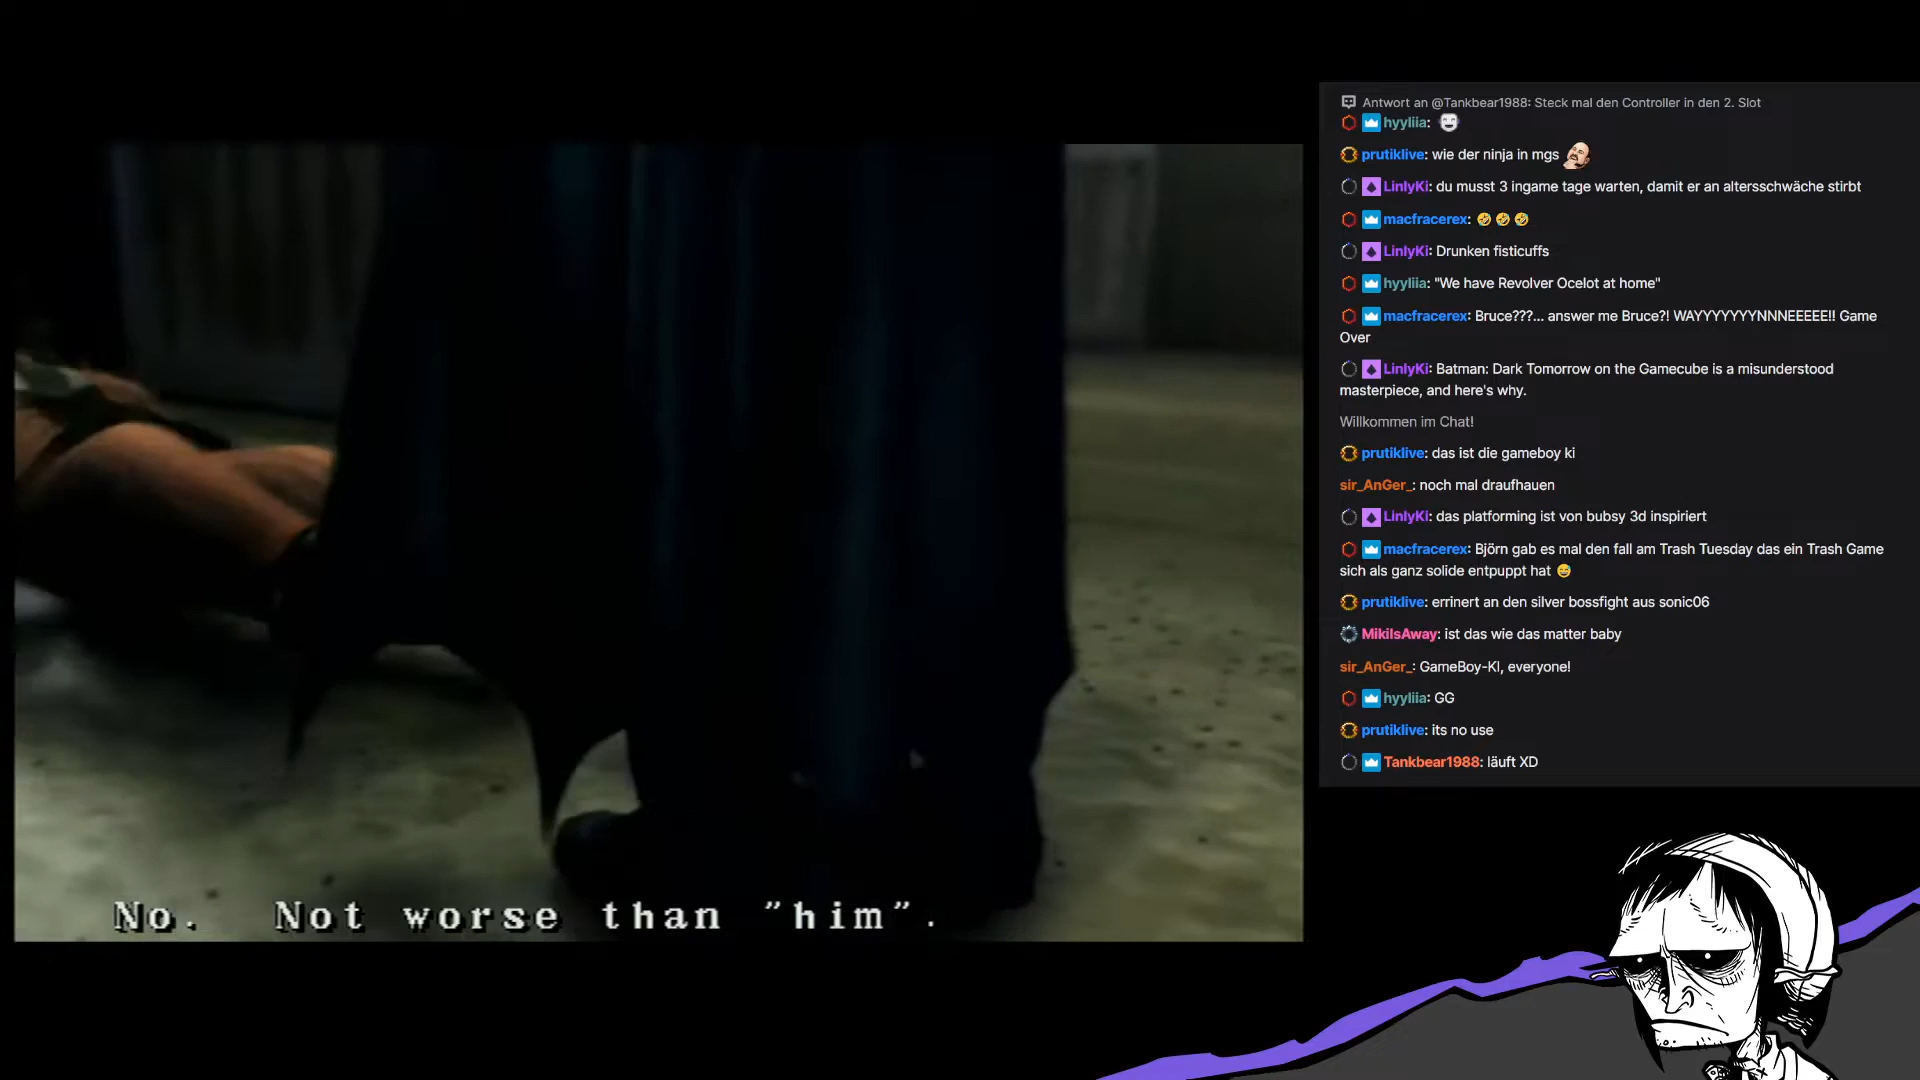 Antwort an @Tankbear1988: Steck mal den Controller in den 2. Slot
hyyliia:
prutiklive: wie der ninja in mgs
LinlyKi: du musst 3 ingame tage warten, damit er an altersschwäche stirbt
macfracerex: 🤣🤣🤣
LinlyKi: Drunken fisticuffs
hyyliia: "We have Revolver Ocelot at home"
macfracerex: Bruce???... answer me Bruce?! WAYYYYYYYNNNEEEEE!! Game
Over
LinlyKi: Batman: Dark Tomorrow on the Gamecube is a misunderstood
masterpiece, and here's why.
Willkommen im Chat!
prutiklive: das ist die gameboy ki
sir_AnGer_: noch mal draufhauen
LinlyKi: das platforming ist von bubsy 3d inspiriert
macfracerex: Björn gab es mal den fall am Trash Tuesday das ein Trash Game
sich als ganz solide entpuppt hat 😅
prutiklive: errinert an den silver bossfight aus sonic06
MikiIsAway: ist das wie das matter baby
sir_AnGer_: GameBoy-KI, everyone!
hyyliia: GG
prutiklive: its no use
Tankbear1988: läuft XD
No. Not worse than "him".